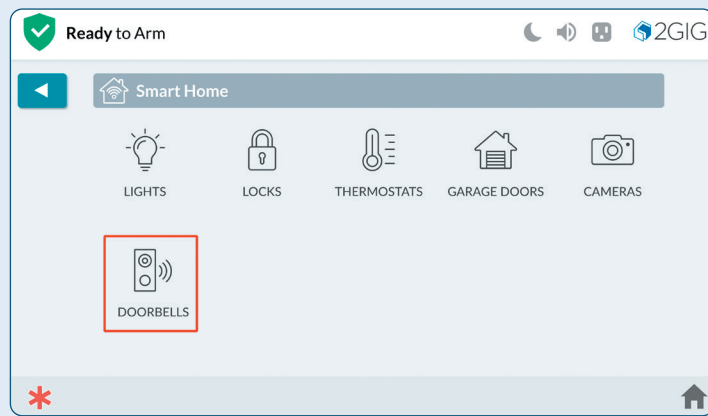 Ready to Arm
2GIG
Smart Home
LIGHTS LOCKS THERMOSTATS GARAGE DOORS CAMERAS
DOORBELLS